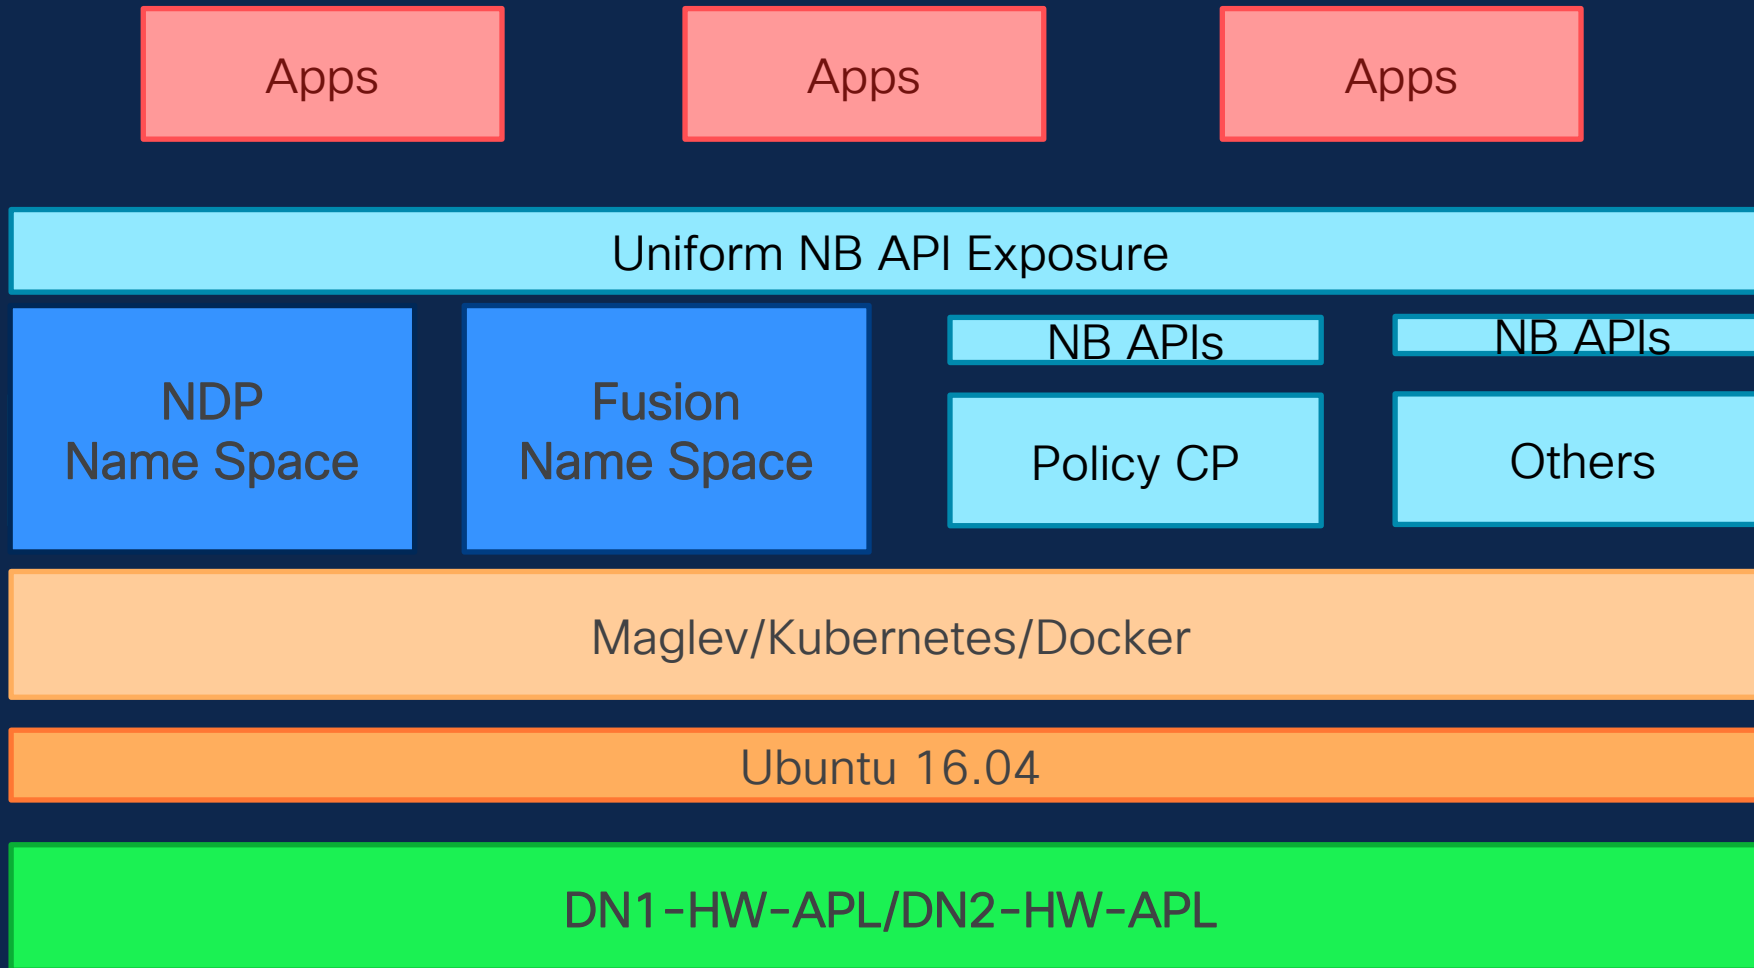 Apps
Apps
Apps
Uniform NB API Exposure
NDP
Name Space
Fusion
Name Space
NB APIs
Policy CP
NB APIs
Others
Maglev/Kubernetes/Docker
Ubuntu 16.04
DN1-HW-APL/DN2-HW-APL